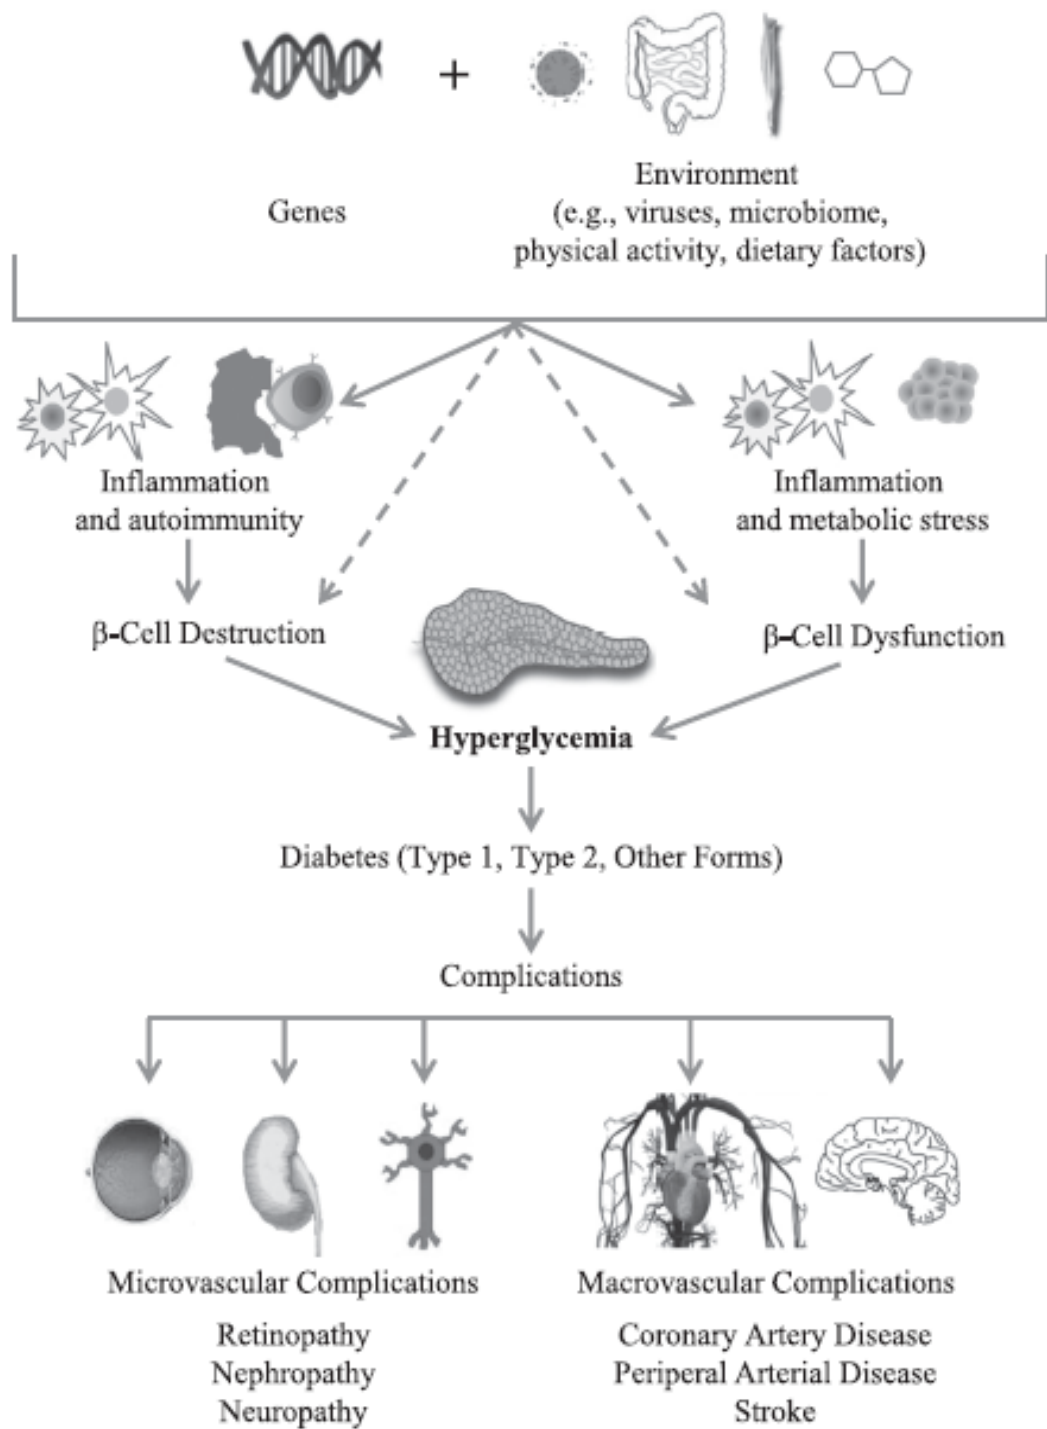 +
Genes
Environment
(e.g., viruses, microbiome,
physical activity, dietary factors)
Inflammation
and autoimmunity
Inflammation
and metabolic stress
β-Cell Destruction
β-Cell Dysfunction
Hyperglycemia
Diabetes (Type 1, Type 2, Other Forms)
Complications
Microvascular Complications
Retinopathy
Nephropathy
Neuropathy
Macrovascular Complications
Coronary Artery Disease
Periperal Arterial Disease
Stroke